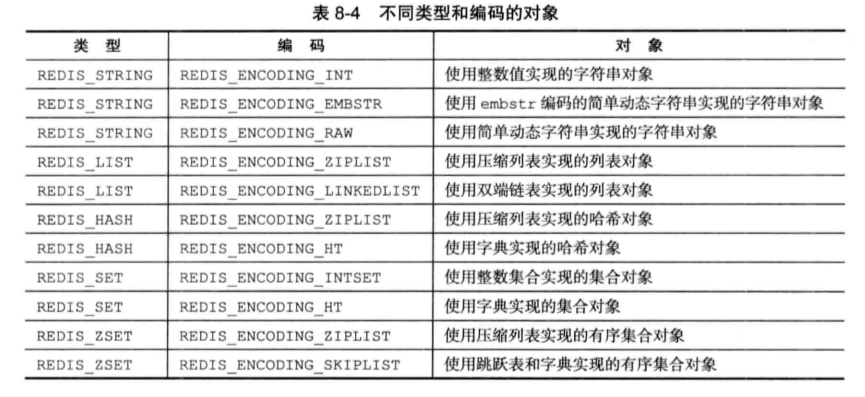 表 8-4 不同类型和编码的对象
类 型 编 码 对 象
REDIS_STRING REDIS_ENCODING_INT 使用整数值实现的字符串对象
REDIS_STRING REDIS_ENCODING_EMBSTR 使用 embstr 编码的简单动态字符串实现的字符串对象
REDIS_STRING REDIS_ENCODING_RAW 使用简单动态字符串实现的字符串对象
REDIS_LIST REDIS_ENCODING_ZIPLIST 使用压缩列表实现的列表对象
REDIS_LIST REDIS_ENCODING_LINKEDLIST 使用双端链表实现的列表对象
REDIS_HASH REDIS_ENCODING_ZIPLIST 使用压缩列表实现的哈希对象
REDIS_HASH REDIS_ENCODING_HT 使用字典实现的哈希对象
REDIS_SET REDIS_ENCODING_INTSET 使用整数集合实现的集合对象
REDIS_SET REDIS_ENCODING_HT 使用字典实现的集合对象
REDIS_ZSET REDIS_ENCODING_ZIPLIST 使用压缩列表实现的有序集合对象
REDIS_ZSET REDIS_ENCODING_SKIPLIST 使用跳跃表和字典实现的有序集合对象